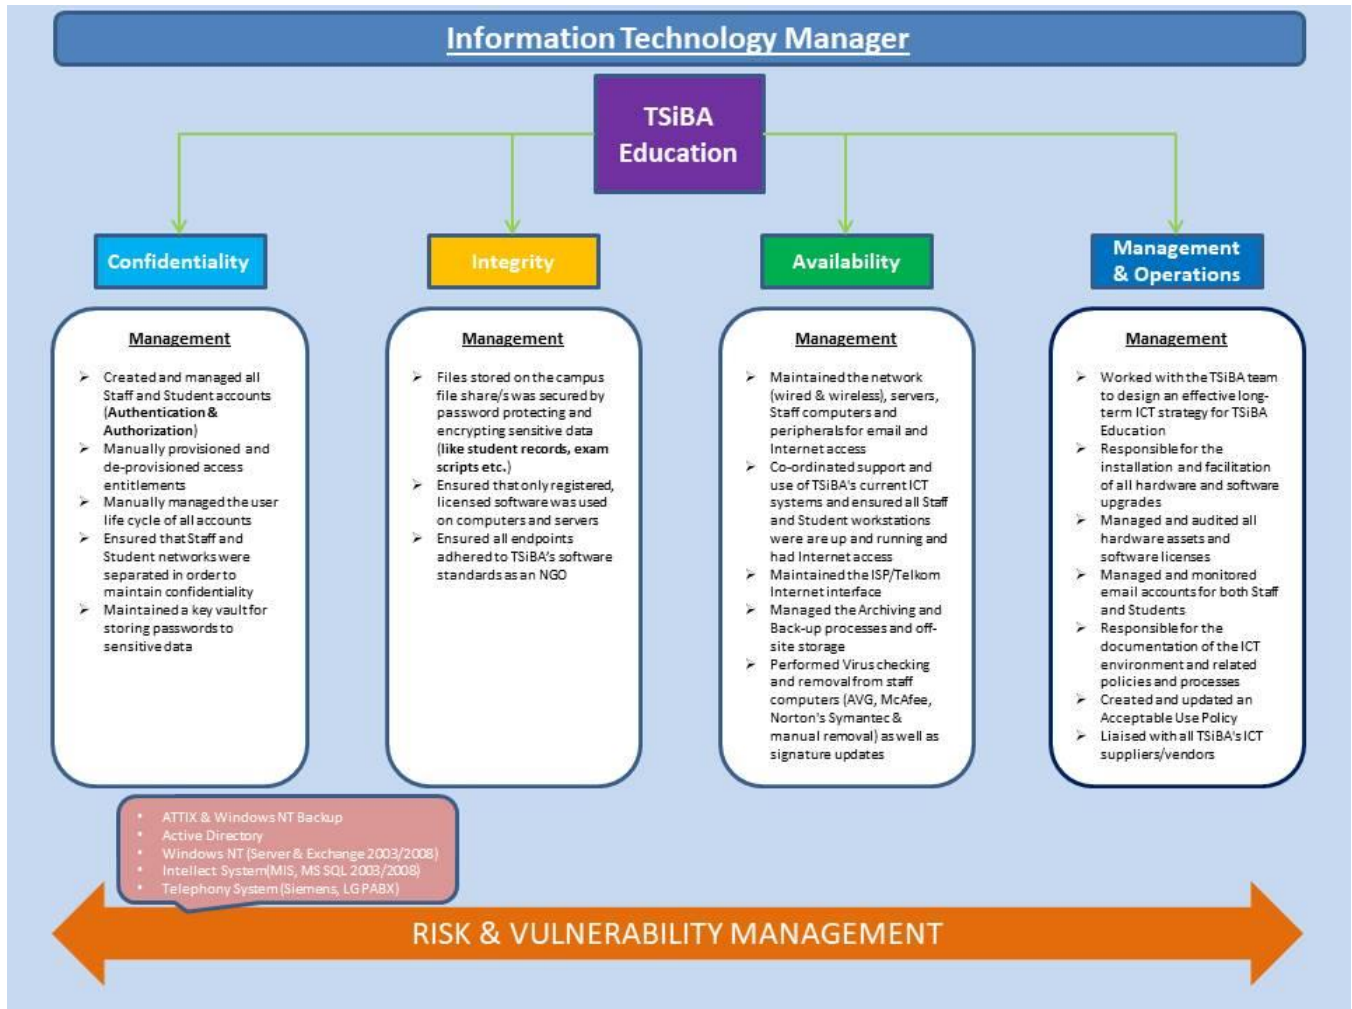 Information Technology Manager
TSiBA
Education
Confidentiality
Integrity
Availability
Management
& Operations
Management
➢ Created and managed all
Staff and Student accounts
(Authentication &
Authorization)
➢ Manually provisioned and
de-provisioned access
entitlements
➢ Manually managed the user
life cycle of all accounts
➢ Ensured that Staff and
Student networks were
separated in order to
maintain confidentiality
➢ Maintained a key vault for
storing passwords to
sensitive data
Management
➢ Files stored on the campus
file share/s was secured by
password protecting and
encrypting sensitive data
(like student records, exam
scripts etc.)
➢ Ensured that only registered,
licensed software was used
on computers and servers
➢ Ensured all endpoints
adhered to TSiBA's software
standards as an NGO
Management
➢ Maintained the network
(wired & wireless), servers,
Staff computers and
peripherals for email and
Internet access
➢ Co-ordinated support and
use of TSiBA's current ICT
systems and ensured all Staff
and Student workstations
were are up and running and
had Internet access
➢ Maintained the ISP/Telkom
Internet interface
➢ Managed the Archiving and
Back-up processes and off-
site storage
➢ Performed Virus checking
and removal from staff
computers (AVG, McAfee,
Norton's Symantec &
manual removal) as well as
signature updates
Management
➢ Worked with the TSiBA team
to design an effective long-
term ICT strategy for TSiBA
Education
➢ Responsible for the
installation and facilitation
of all hardware and software
upgrades
➢ Managed and audited all
hardware assets and
software licenses
➢ Managed and monitored
email accounts for both Staff
and Students
➢ Responsible for the
documentation of the ICT
environment and related
policies and processes
➢ Created and updated an
Acceptable Use Policy
➢ Liaised with all TSiBA's ICT
suppliers/vendors
• ATTIX & Windows NT Backup
• Active Directory
• Windows NT (Server & Exchange 2003/2008)
• Intellect System(MIS, MS SQL 2003/2008)
• Telephony System (Siemens, LG PABX)
RISK & VULNERABILITY MANAGEMENT